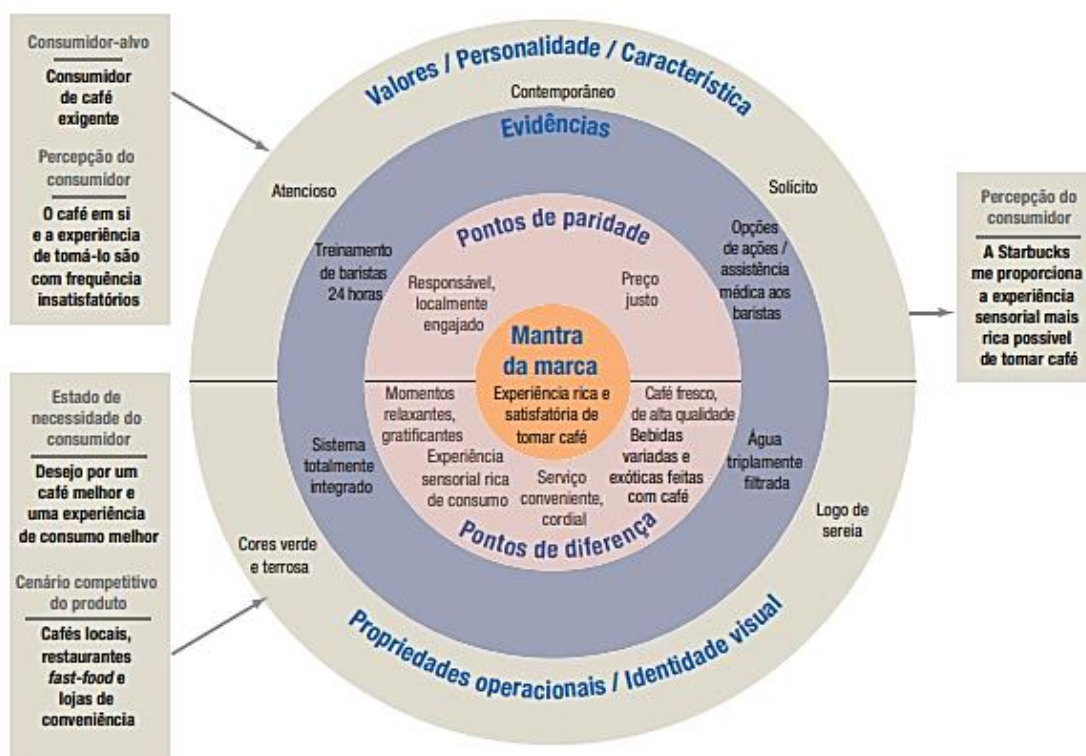 Consumidor-alvo
Consumidor
de café
exigente
Percepção do
consumidor
O café em si
e a experiência
de tomá-lo são
com frequência
insatisfatórios
Estado de
necessidade do
consumidor
Desejo por um
café melhor e
uma experiência
de consumo melhor
Cenário competitivo
do produto
Cafés locais,
restaurantes
fast-food e
lojas de
conveniência
Valores / Personalidade / Característica
Contemporâneo
Atencioso
Solícito
Evidências
Treinamento
de baristas
24 horas
Opções
de ações /
assistência
médica aos
baristas
Pontos de paridade
Responsável,
localmente
engajado
Preço
justo
Mantra
da marca
Experiência rica e
satisfatória de
tomar café
Momentos
relaxantes,
gratificantes
Experiência
sensorial rica
de consumo
Serviço
conveniente,
cordial
Café fresco,
de alta qualidade
Bebidas
variadas e
exóticas feitas
com café
Pontos de diferença
Sistema
totalmente
integrado
Água
triplamente
filtrada
Cores verde
e terrosa
Logo de
sereia
Propriedades operacionais / Identidade visual
Percepção do
consumidor
A Starbucks
me proporciona
a experiência
sensorial mais
rica possível
de tomar café